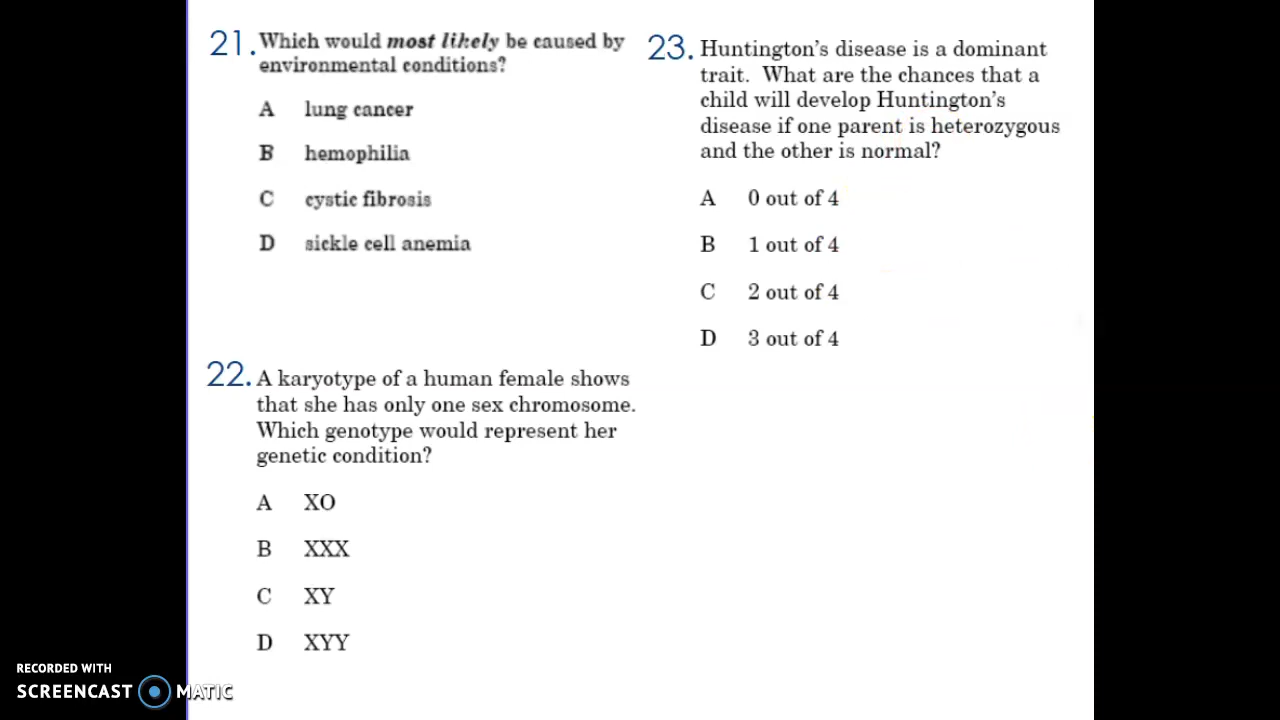 21. Which would most likely be caused by
environmental conditions?
A lung cancer
B hemophilia
C cystic fibrosis
D sickle cell anemia
22. A karyotype of a human female shows
that she has only one sex chromosome.
Which genotype would represent her
genetic condition?
A XO
B XXX
C XY
D XYY
23. Huntington's disease is a dominant
trait. What are the chances that a
child will develop Huntington's
disease if one parent is heterozygous
and the other is normal?
A 0 out of 4
B 1 out of 4
C 2 out of 4
D 3 out of 4
RECORDED WITH
SCREENCAST MATIC